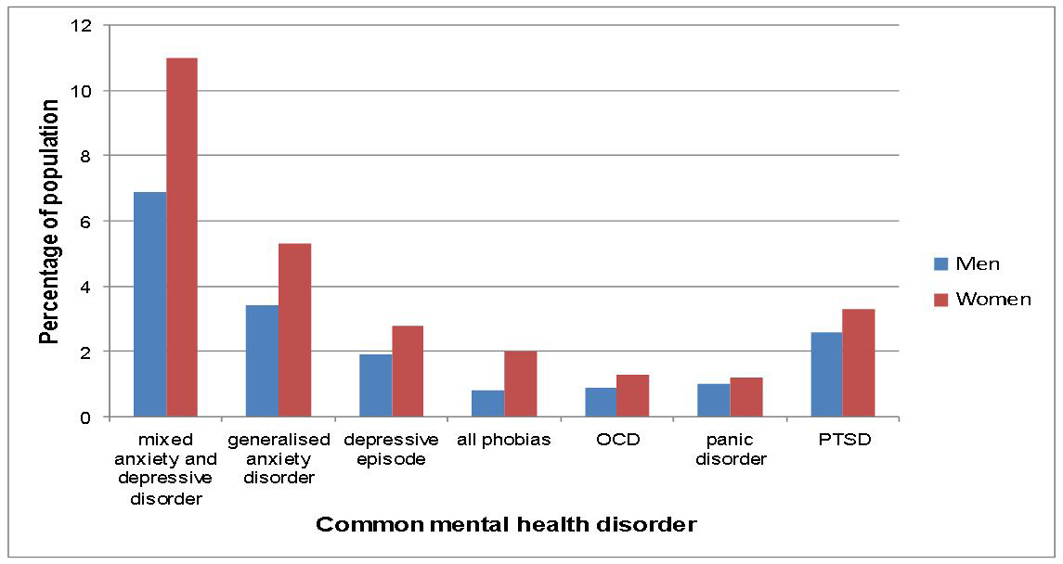 12
10
8
6
4
2
0
Percentage of population
mixed
anxiety and
depressive
disorder
generalised
anxiety
disorder
depressive
episode
all phobias
OCD
panic
disorder
PTSD
Common mental health disorder
Men
Women